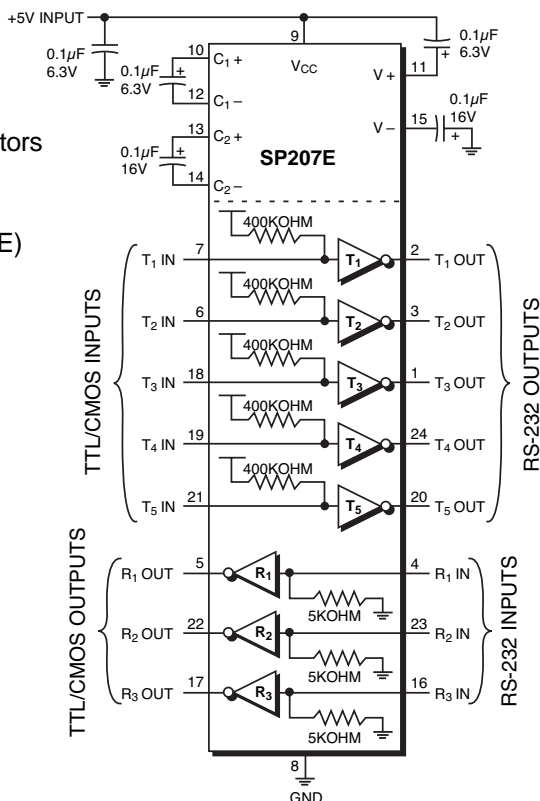 +5V INPUT
0.1µF
6.3V
9
VCC
0.1µF
6.3V
10
C1 +
0.1µF
6.3V
12
C1 –
V +
11
13
C2 +
0.1µF
16V
14
C2 –
V –
15
0.1µF
16V
tors
SP207E
E)
400KOHM
T1 IN
7
T1
2
T1 OUT
400KOHM
T2 IN
6
T2
3
T2 OUT
400KOHM
T3 IN
18
T3
1
T3 OUT
400KOHM
T4 IN
19
T4
24
T4 OUT
400KOHM
T5 IN
21
T5
20
T5 OUT
TTL/CMOS INPUTS
RS-232 OUTPUTS
R1 OUT
5
R1
4
R1 IN
5KOHM
R2 OUT
22
R2
23
R2 IN
5KOHM
R3 OUT
17
R3
16
R3 IN
5KOHM
TTL/CMOS OUTPUTS
RS-232 INPUTS
8
GND